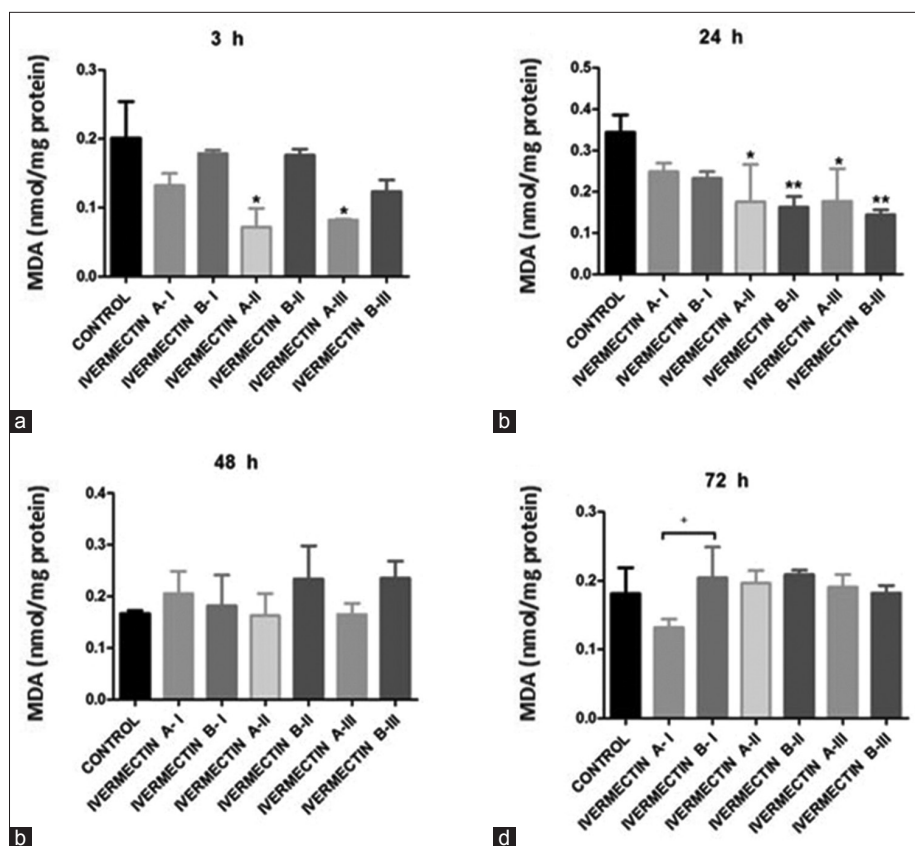 3 h
MDA (nmol/mg protein)
0.3
0.2
0.1
0.0
*
*
CONTROL
IVERMECTIN A- I
IVERMECTIN B- I
IVERMECTIN A-II
IVERMECTIN B-II
IVERMECTIN A-III
IVERMECTIN B-III
a
24 h
MDA (nmol/mg protein)
0.5
0.4
0.3
0.2
0.1
0.0
*
**
*
**
CONTROL
IVERMECTIN A- I
IVERMECTIN B- I
IVERMECTIN A-II
IVERMECTIN B-II
IVERMECTIN A-III
IVERMECTIN B-III
b
48 h
MDA (nmol/mg protein)
0.4
0.3
0.2
0.1
0.0
CONTROL
IVERMECTIN A- I
IVERMECTIN B- I
IVERMECTIN A-II
IVERMECTIN B-II
IVERMECTIN A-III
IVERMECTIN B-III
b
72 h
MDA (nmol/mg protein)
0.3
0.2
0.1
0.0
+
CONTROL
IVERMECTIN A- I
IVERMECTIN B- I
IVERMECTIN A-II
IVERMECTIN B-II
IVERMECTIN A-III
IVERMECTIN B-III
d